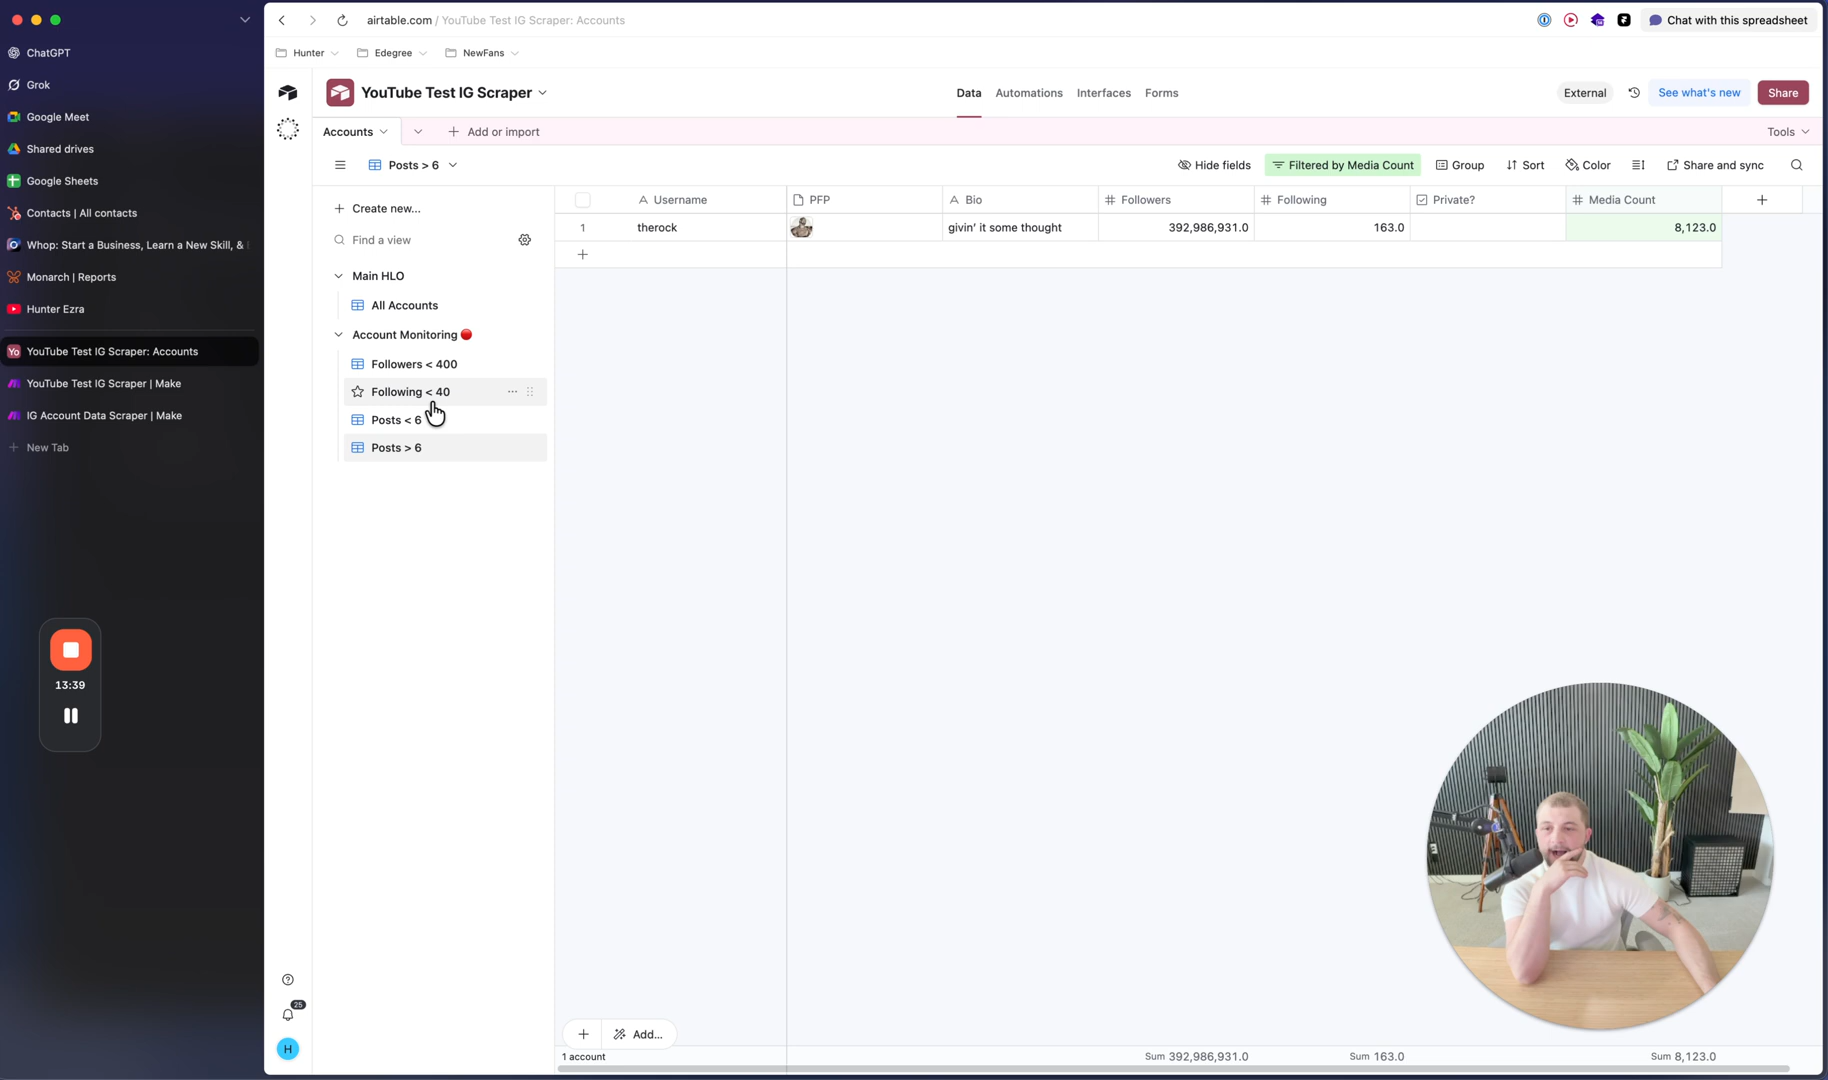 ChatGPT
Grok
Google Meet
Shared drives
Google Sheets
Contacts | All contacts
Whop: Start a Business, Learn a New Skill, &
Monarch | Reports
Hunter Ezra
Yo YouTube Test IG Scraper: Accounts
YouTube Test IG Scraper | Make
IG Account Data Scraper | Make
New Tab
13:39
airtable.com / YouTube Test IG Scraper: Accounts
Chat with this spreadsheet
Hunter Edegree NewFans
YouTube Test IG Scraper
Data Automations Interfaces Forms
External See what's new Share
Accounts + Add or import Tools
Posts > 6 Hide fields Filtered by Media Count Group Sort Color Share and sync
Create new...
Find a view
Main HLO
All Accounts
Account Monitoring
Followers < 400
Following < 40
Posts < 6
Posts > 6
Username PFP Bio Followers Following Private? Media Count
1 therock givin' it some thought 392,986,931.0 163.0 8,123.0
25
H
Add...
1 account Sum 392,986,931.0 Sum 163.0 Sum 8,123.0